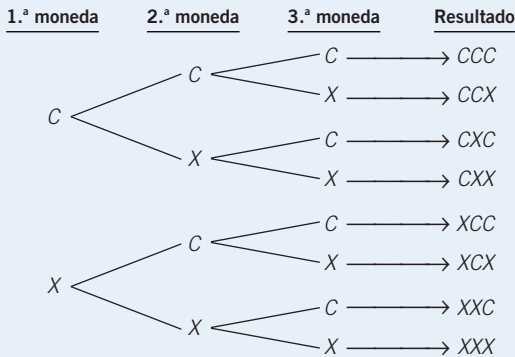 1.ª moneda 2.ª moneda 3.ª moneda Resultado
C CCC
C
X CCX
C
C CXC
X
X CXX
C XCC
C
X XCX
X
C XXC
X
X XXX